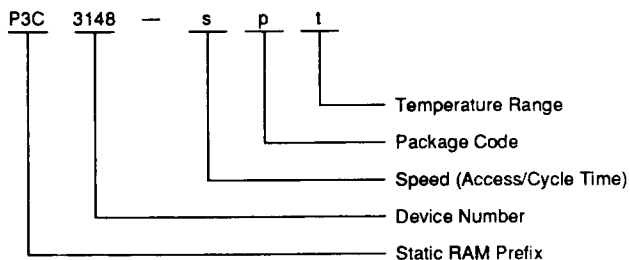 P3C 3148 — s p t
Temperature Range
Package Code
Speed (Access/Cycle Time)
Device Number
Static RAM Prefix